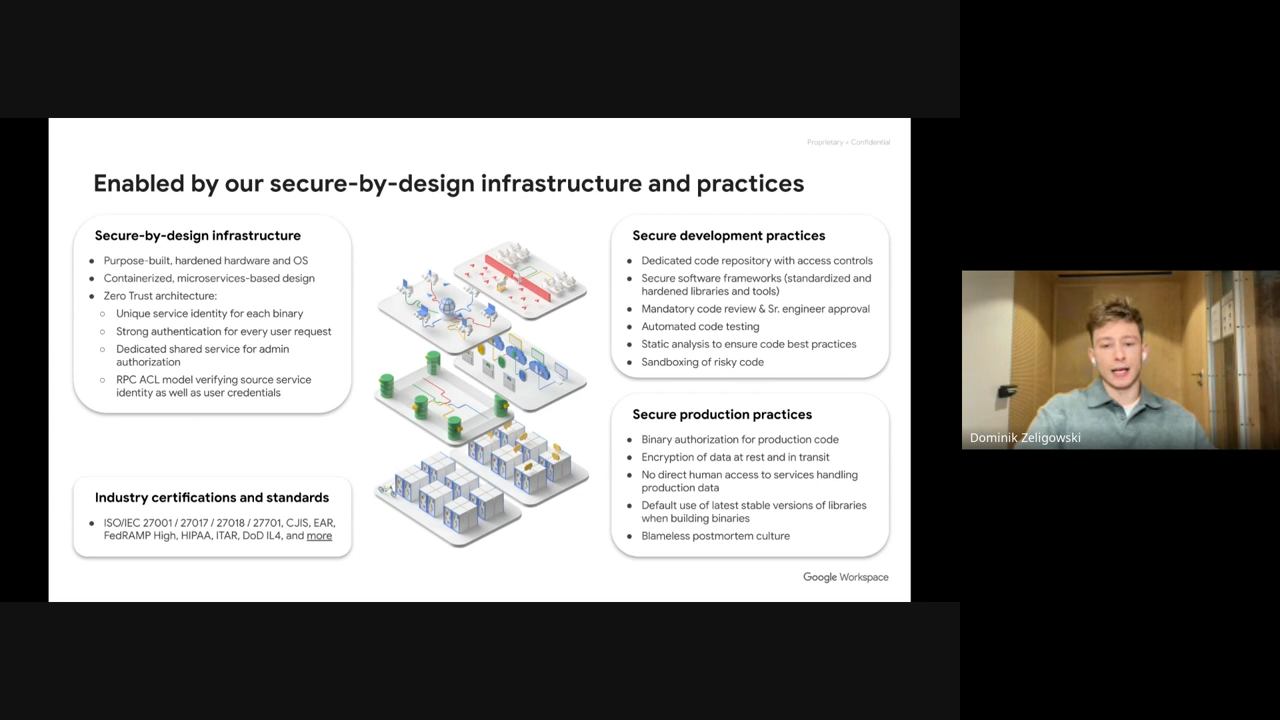 Proprietary + Confidential
Enabled by our secure-by-design infrastructure and practices
Secure-by-design infrastructure
● Purpose-built, hardened hardware and OS
● Containerized, microservices-based design
● Zero Trust architecture:
○ Unique service identity for each binary
○ Strong authentication for every user request
○ Dedicated shared service for admin
authorization
○ RPC ACL model verifying source service
identity as well as user credentials
Industry certifications and standards
● ISO/IEC 27001 / 27017 / 27018 / 27701, CJIS, EAR,
FedRAMP High, HIPAA, ITAR, DoD IL4, and more
Secure development practices
● Dedicated code repository with access controls
● Secure software frameworks (standardized and
hardened libraries and tools)
● Mandatory code review & Sr. engineer approval
● Automated code testing
● Static analysis to ensure code best practices
● Sandboxing of risky code
Secure production practices
● Binary authorization for production code
● Encryption of data at rest and in transit
● No direct human access to services handling
production data
● Default use of latest stable versions of libraries
when building binaries
● Blameless postmortem culture
Google Workspace
Dominik Zeligowski